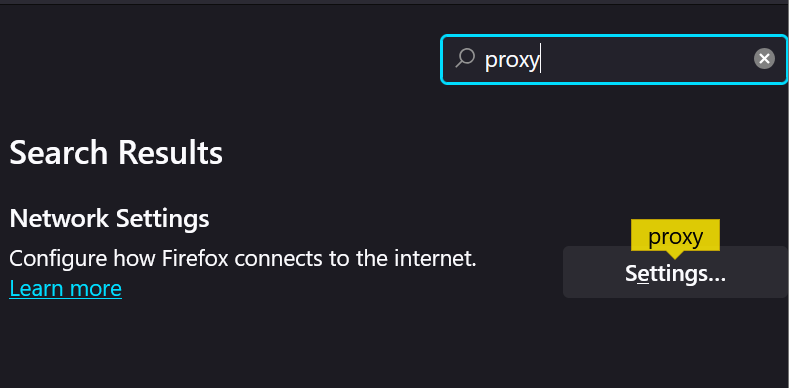 proxy
Search Results
Network Settings
Configure how Firefox connects to the internet.
Learn more
proxy
Settings...